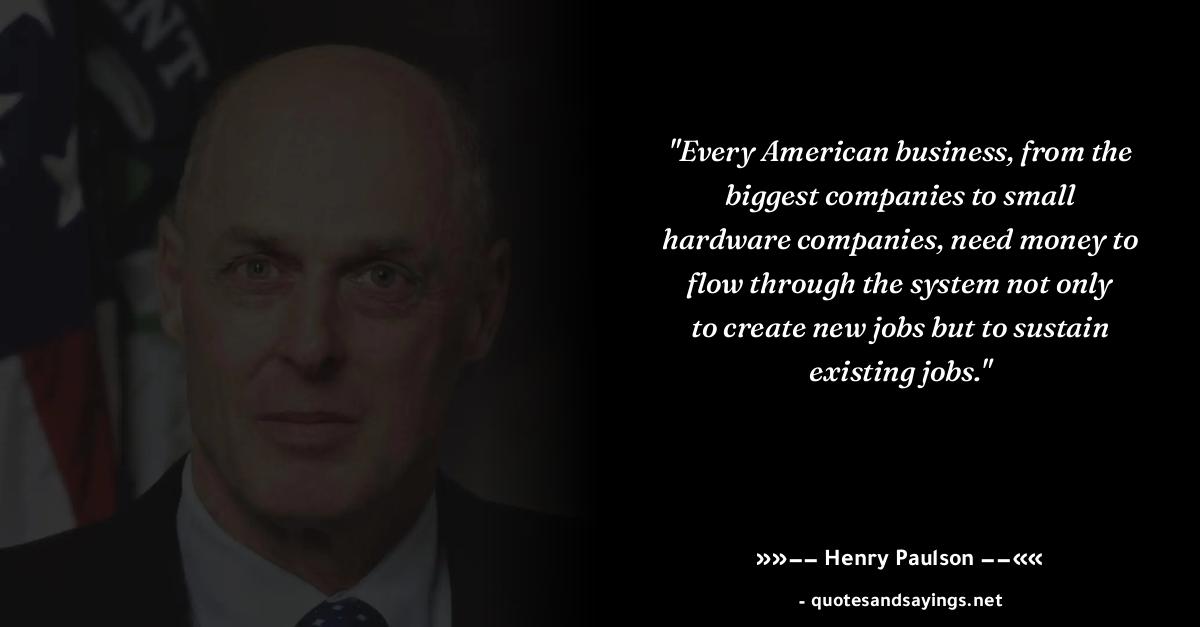 NT
"Every American business, from the
biggest companies to small
hardware companies, need money to
flow through the system not only
to create new jobs but to sustain
existing jobs."
»»−− Henry Paulson −−««
- quotesandsayings.net